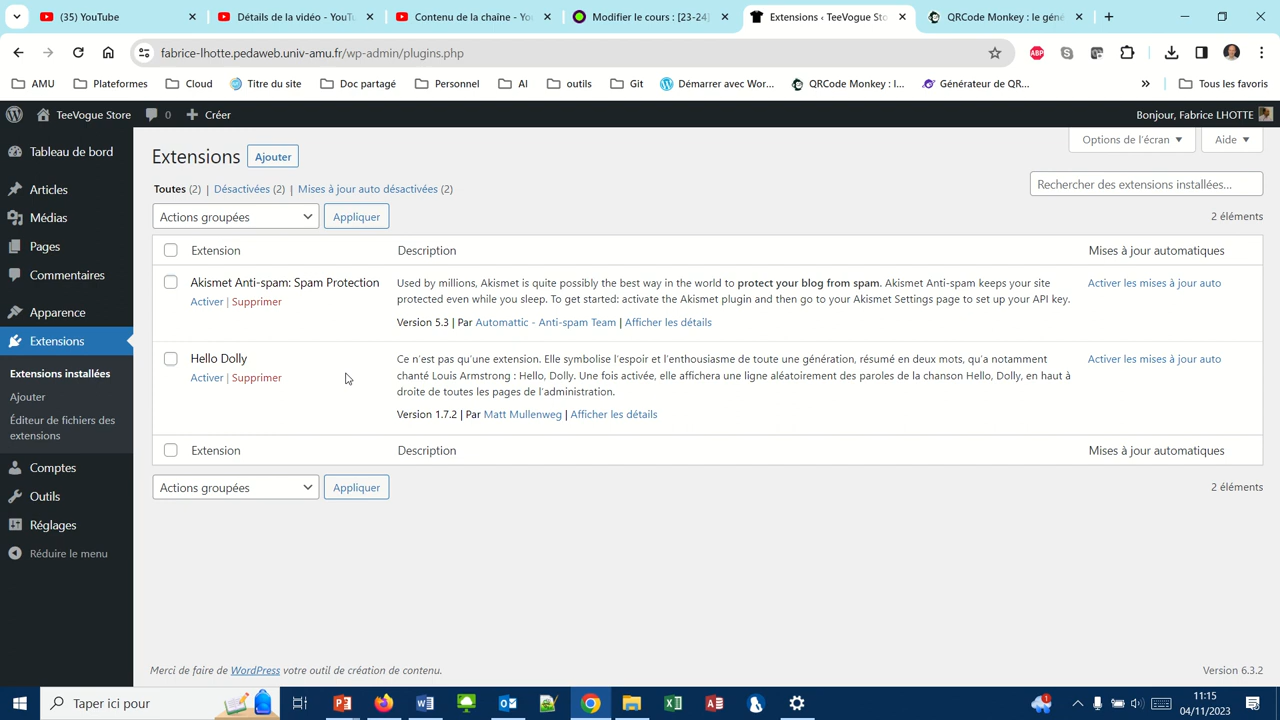 (35) YouTube
Détails de la vidéo - YouTu
Contenu de la chaîne - You
Modifier le cours : [23-24]
Extensions ‹ TeeVogue Sto
QRCode Monkey : le géné
fabrice-lhotte.pedaweb.univ-amu.fr/wp-admin/plugins.php
AMU
Plateformes
Cloud
Titre du site
Doc partagé
Personnel
AI
outils
Git
Démarrer avec Wor...
QRCode Monkey : l...
Générateur de QR...
»
Tous les favoris
TeeVogue Store
0
Créer
Bonjour, Fabrice LHOTTE
Tableau de bord
Articles
Médias
Pages
Commentaires
Apparence
Extensions
Extensions installées
Ajouter
Éditeur de fichiers des
extensions
Comptes
Outils
Réglages
Réduire le menu
Extensions
Ajouter
Options de l'écran
Aide
Toutes (2) | Désactivées (2) | Mises à jour auto désactivées (2)
Rechercher des extensions installées...
Actions groupées
Appliquer
2 éléments
Extension
Description
Mises à jour automatiques
Akismet Anti-spam: Spam Protection
Activer | Supprimer
Used by millions, Akismet is quite possibly the best way in the world to protect your blog from spam. Akismet Anti-spam keeps your site
protected even while you sleep. To get started: activate the Akismet plugin and then go to your Akismet Settings page to set up your API key.
Version 5.3 | Par Automattic - Anti-spam Team | Afficher les détails
Activer les mises à jour auto
Hello Dolly
Activer | Supprimer
Ce n'est pas qu'une extension. Elle symbolise l'espoir et l'enthousiasme de toute une génération, résumé en deux mots, qu'a notamment
chanté Louis Armstrong : Hello, Dolly. Une fois activée, elle affichera une ligne aléatoirement des paroles de la chanson Hello, Dolly, en haut à
droite de toutes les pages de l'administration.
Version 1.7.2 | Par Matt Mullenweg | Afficher les détails
Activer les mises à jour auto
Extension
Description
Mises à jour automatiques
Actions groupées
Appliquer
2 éléments
Merci de faire de WordPress votre outil de création de contenu.
Version 6.3.2
Taper ici pour
11:15
04/11/2023